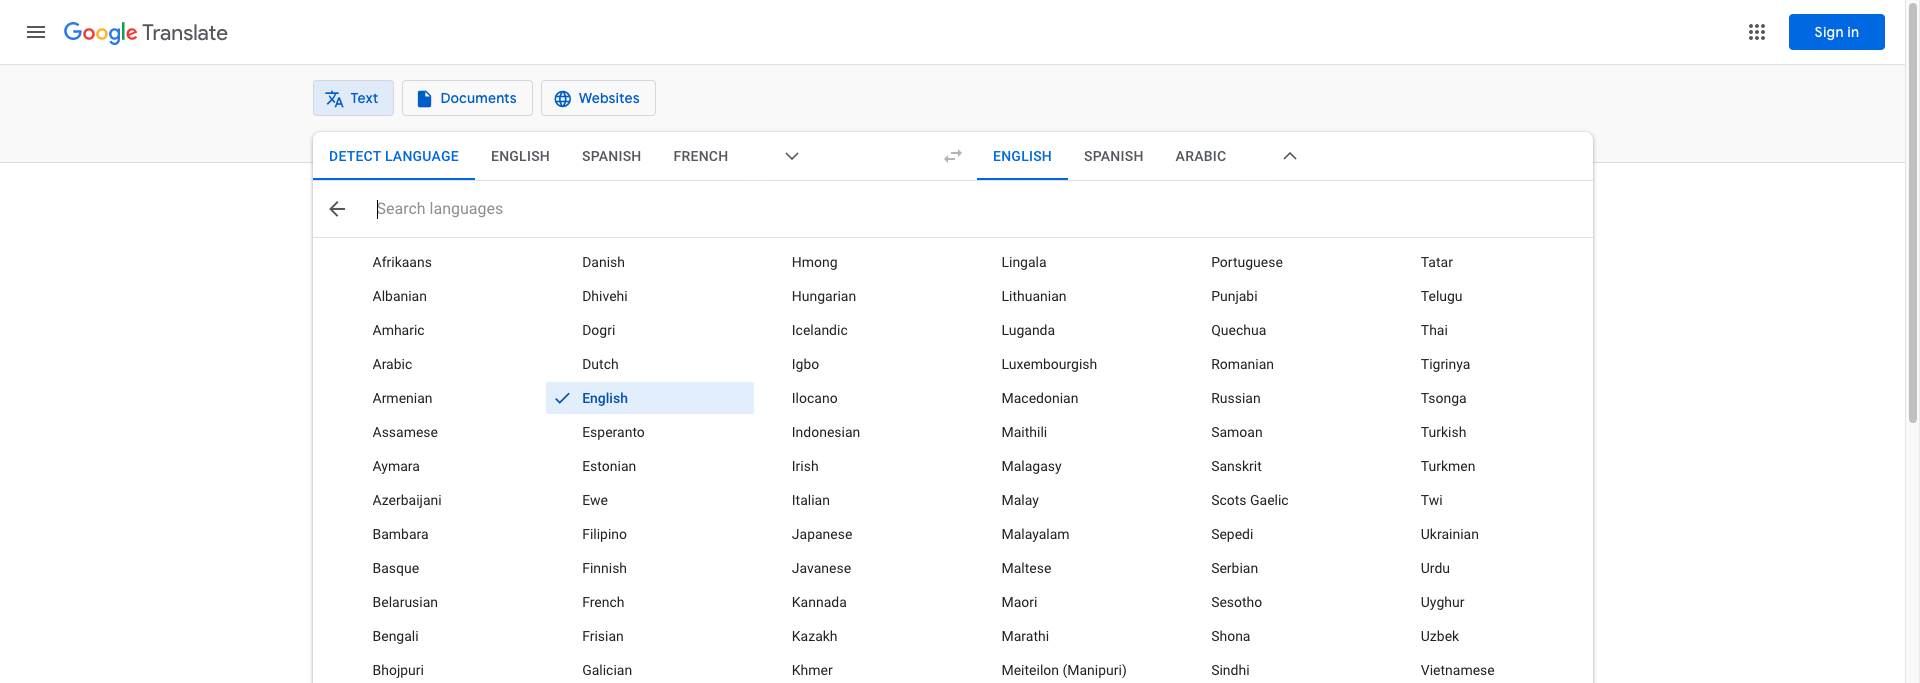 Google Translate
Sign in
Text Documents Websites
DETECT LANGUAGE ENGLISH SPANISH FRENCH ENGLISH SPANISH ARABIC
Search languages
Afrikaans Danish Hmong Lingala Portuguese Tatar
Albanian Dhivehi Hungarian Lithuanian Punjabi Telugu
Amharic Dogri Icelandic Luganda Quechua Thai
Arabic Dutch Igbo Luxembourgish Romanian Tigrinya
Armenian English Ilocano Macedonian Russian Tsonga
Assamese Esperanto Indonesian Maithili Samoan Turkish
Aymara Estonian Irish Malagasy Sanskrit Turkmen
Azerbaijani Ewe Italian Malay Scots Gaelic Twi
Bambara Filipino Japanese Malayalam Sepedi Ukrainian
Basque Finnish Javanese Maltese Serbian Urdu
Belarusian French Kannada Maori Sesotho Uyghur
Bengali Frisian Kazakh Marathi Shona Uzbek
Bhojpuri Galician Khmer Meiteilon (Manipuri) Sindhi Vietnamese